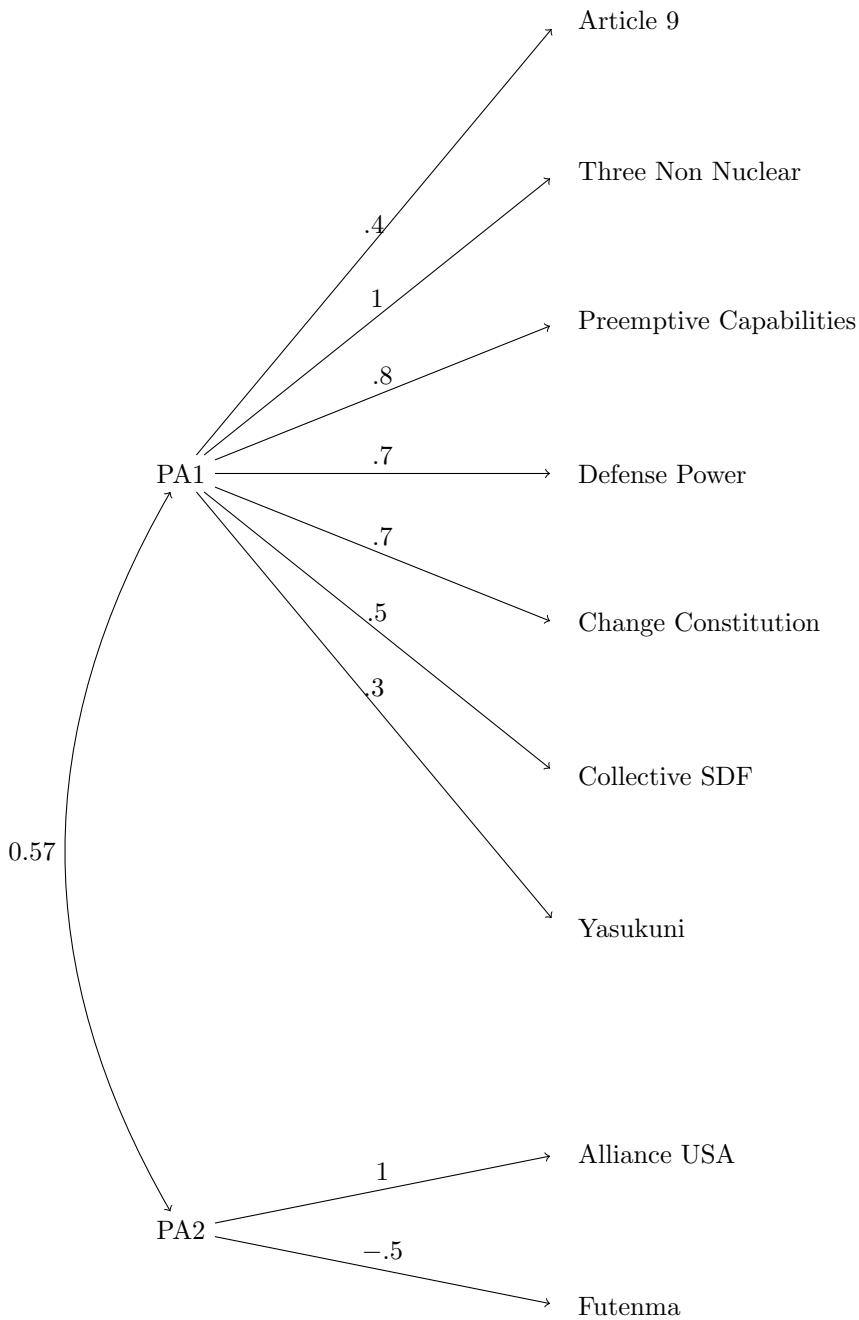 Article 9
.4
Three Non Nuclear
1
Preemptive Capabilities
.8
PA1
.7
Defense Power
.7
Change Constitution
.5
Collective SDF
.3
Yasukuni
0.57
PA2
1
Alliance USA
−.5
Futenma